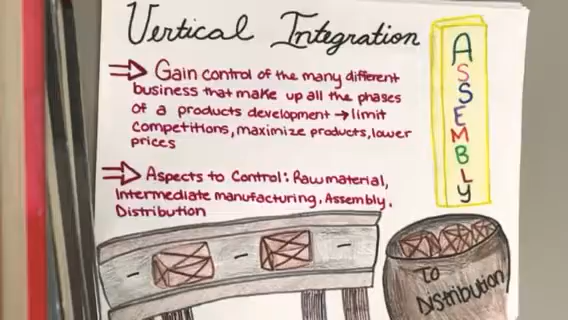 Vertical Integration
Gain control of the many different
business that make up all the phases
of a products development → limit
competitions, maximize products, lower
prices
Aspects to Control: Raw material,
Intermediate manufacturing, Assembly,
Distribution
ASSEMBLY
To
Distribution